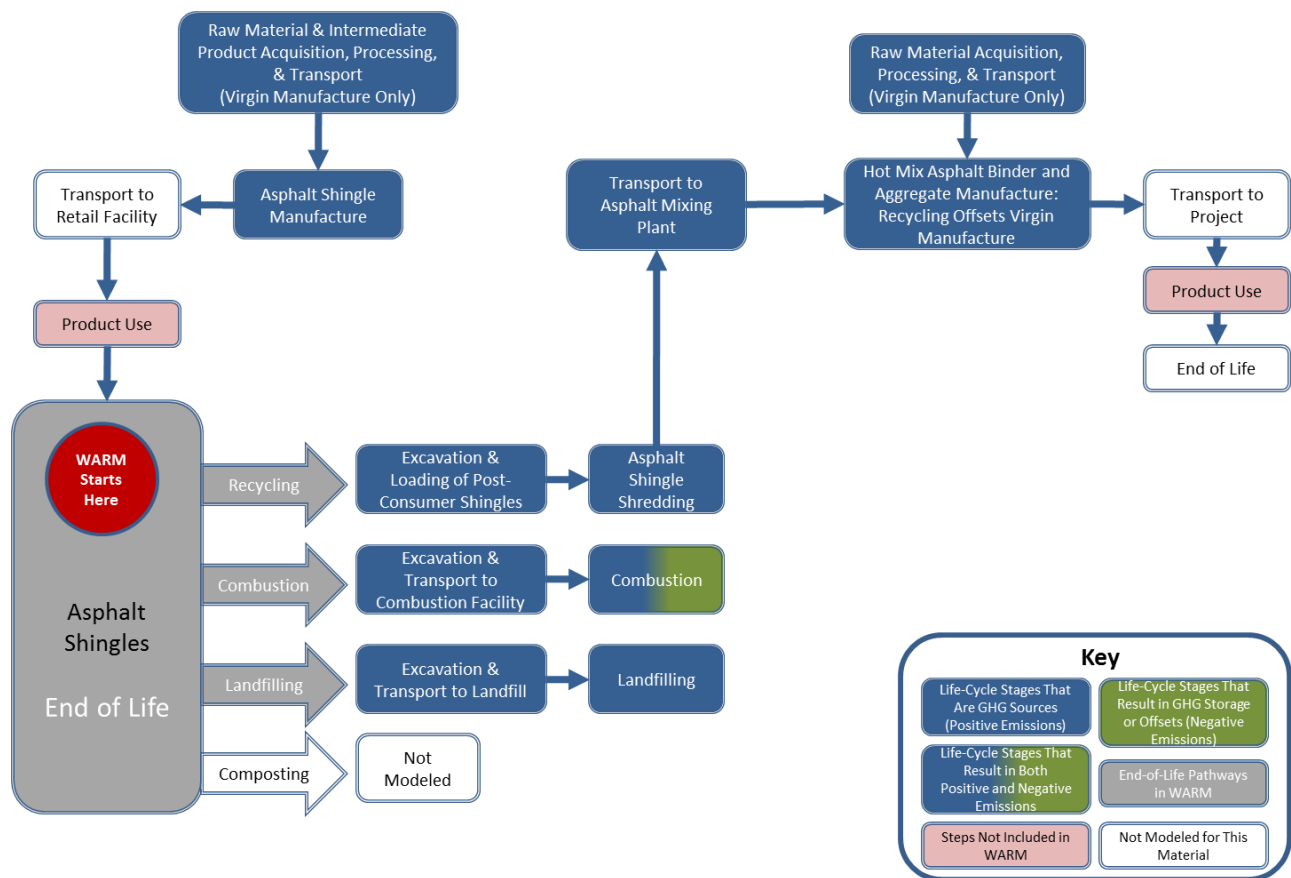 Raw Material & Intermediate
Product Acquisition, Processing,
& Transport
(Virgin Manufacture Only)
Raw Material Acquisition,
Processing, & Transport
(Virgin Manufacture Only)
Transport to
Retail Facility
Asphalt Shingle
Manufacture
Transport to
Asphalt Mixing
Plant
Hot Mix Asphalt Binder and
Aggregate Manufacture:
Recycling Offsets Virgin
Manufacture
Transport to
Project
Product Use
Product Use
End of Life
WARM
Starts
Here
Asphalt
Shingles
End of Life
Recycling
Excavation &
Loading of Post-
Consumer Shingles
Asphalt
Shingle
Shredding
Combustion
Excavation &
Transport to
Combustion Facility
Combustion
Landfilling
Excavation &
Transport to Landfill
Landfilling
Composting
Not
Modeled
Key
Life-Cycle Stages That
Are GHG Sources
(Positive Emissions)
Life-Cycle Stages That
Result in GHG Storage
or Offsets (Negative
Emissions)
Life-Cycle Stages That
Result in Both
Positive and Negative
Emissions
End-of-Life Pathways
in WARM
Steps Not Included in
WARM
Not Modeled for This
Material